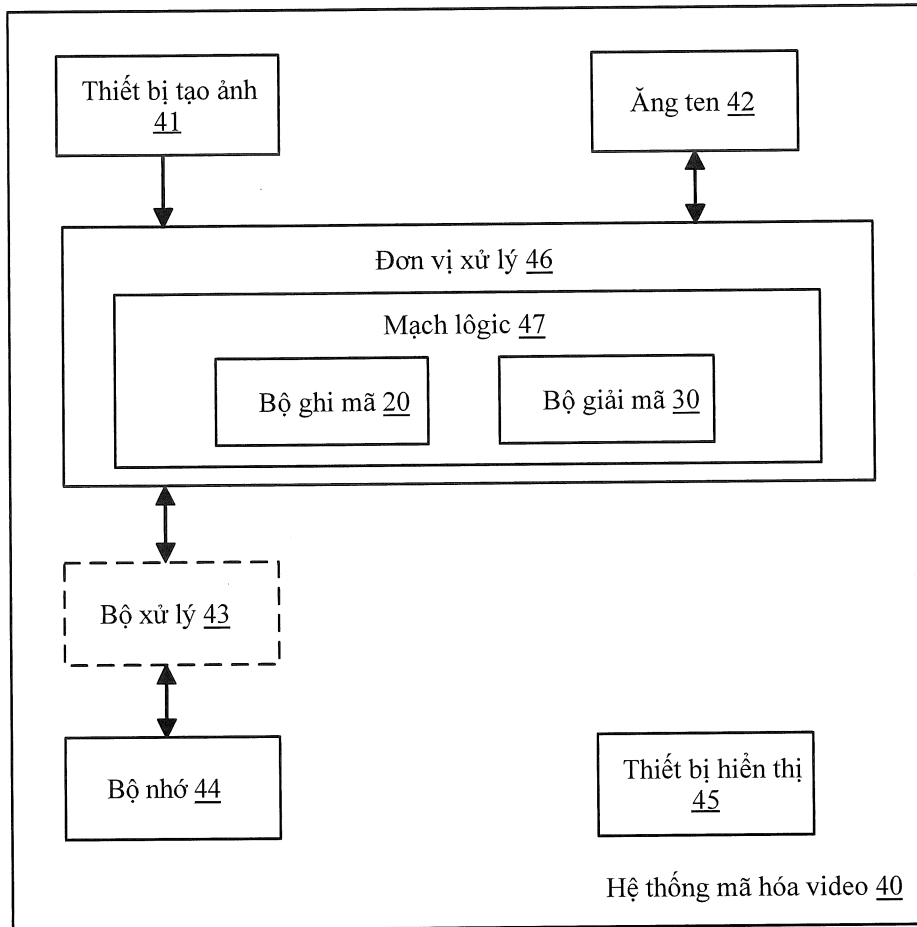 Thiết bị tạo ảnh
41
Ăng ten 42
Đơn vị xử lý 46
Mạch lôgic 47
Bộ ghi mã 20
Bộ giải mã 30
Bộ xử lý 43
Bộ nhớ 44
Thiết bị hiển thị
45
Hệ thống mã hóa video 40